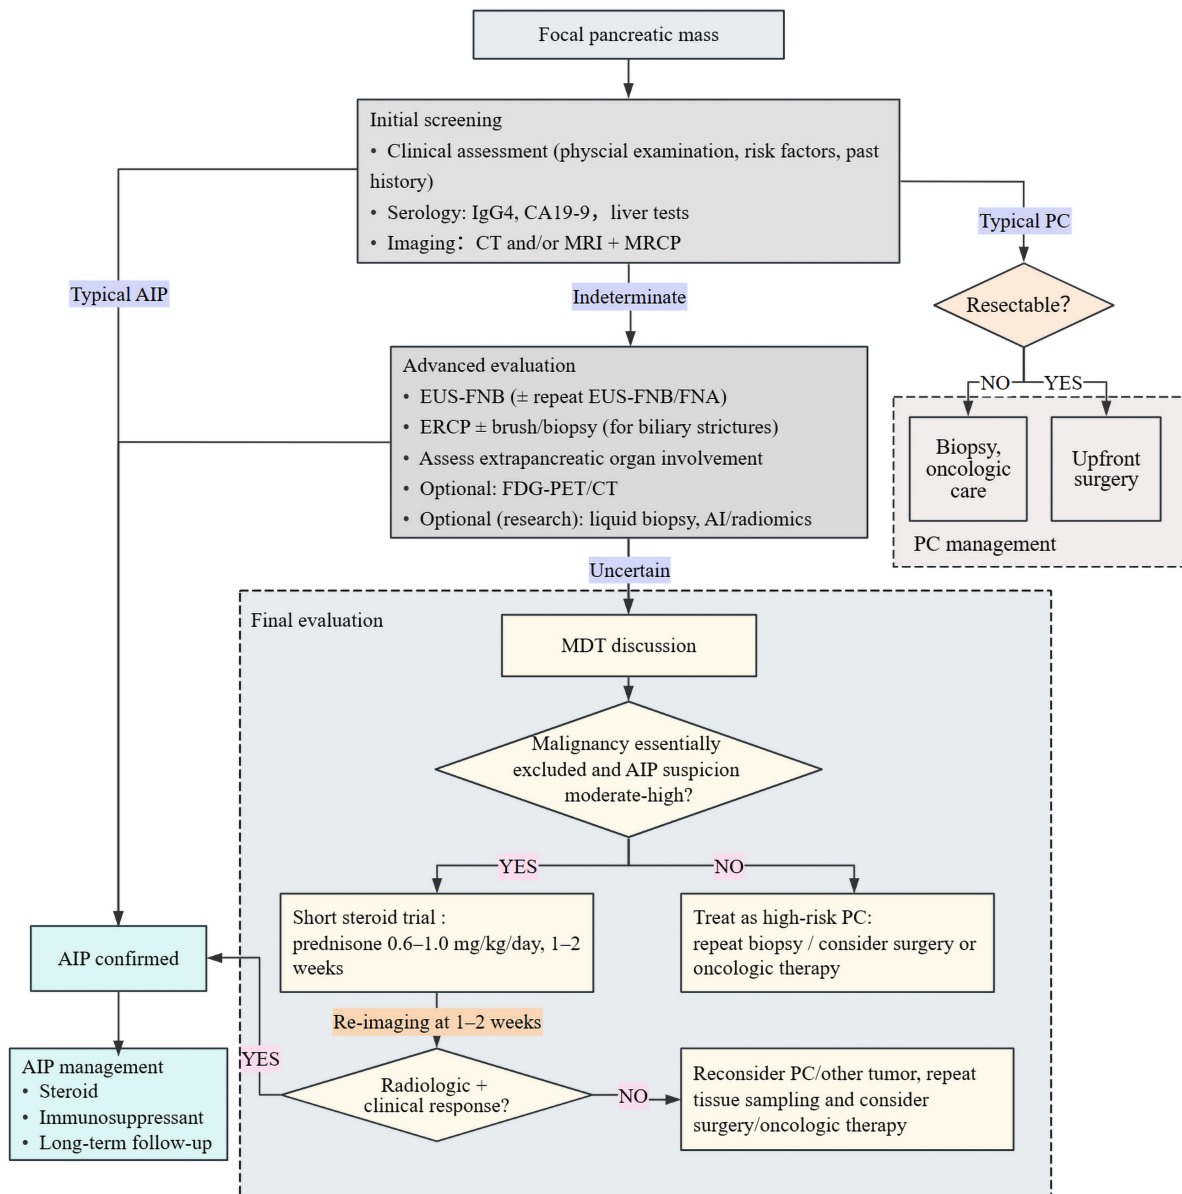 Focal pancreatic mass
Initial screening
• Clinical assessment (physcial examination, risk factors, past
history)
• Serology: IgG4, CA19-9，liver tests
• Imaging： CT and/or MRI + MRCP
Typical PC
Typical AIP
Indeterminate
Resectable？
NO
YES
Advanced evaluation
• EUS-FNB (± repeat EUS-FNB/FNA)
• ERCP ± brush/biopsy (for biliary strictures)
• Assess extrapancreatic organ involvement
• Optional: FDG-PET/CT
• Optional (research): liquid biopsy, AI/radiomics
Biopsy,
oncologic
care
Upfront
surgery
PC management
Uncertain
Final evaluation
MDT discussion
Malignancy essentially
excluded and AIP suspicion
moderate-high?
YES
NO
Short steroid trial :
prednisone 0.6–1.0 mg/kg/day, 1–2
weeks
Treat as high-risk PC:
repeat biopsy / consider surgery or
oncologic therapy
AIP confirmed
Re-imaging at 1–2 weeks
YES
Radiologic +
clinical response?
NO
Reconsider PC/other tumor, repeat
tissue sampling and consider
surgery/oncologic therapy
AIP management
• Steroid
• Immunosuppressant
• Long-term follow-up